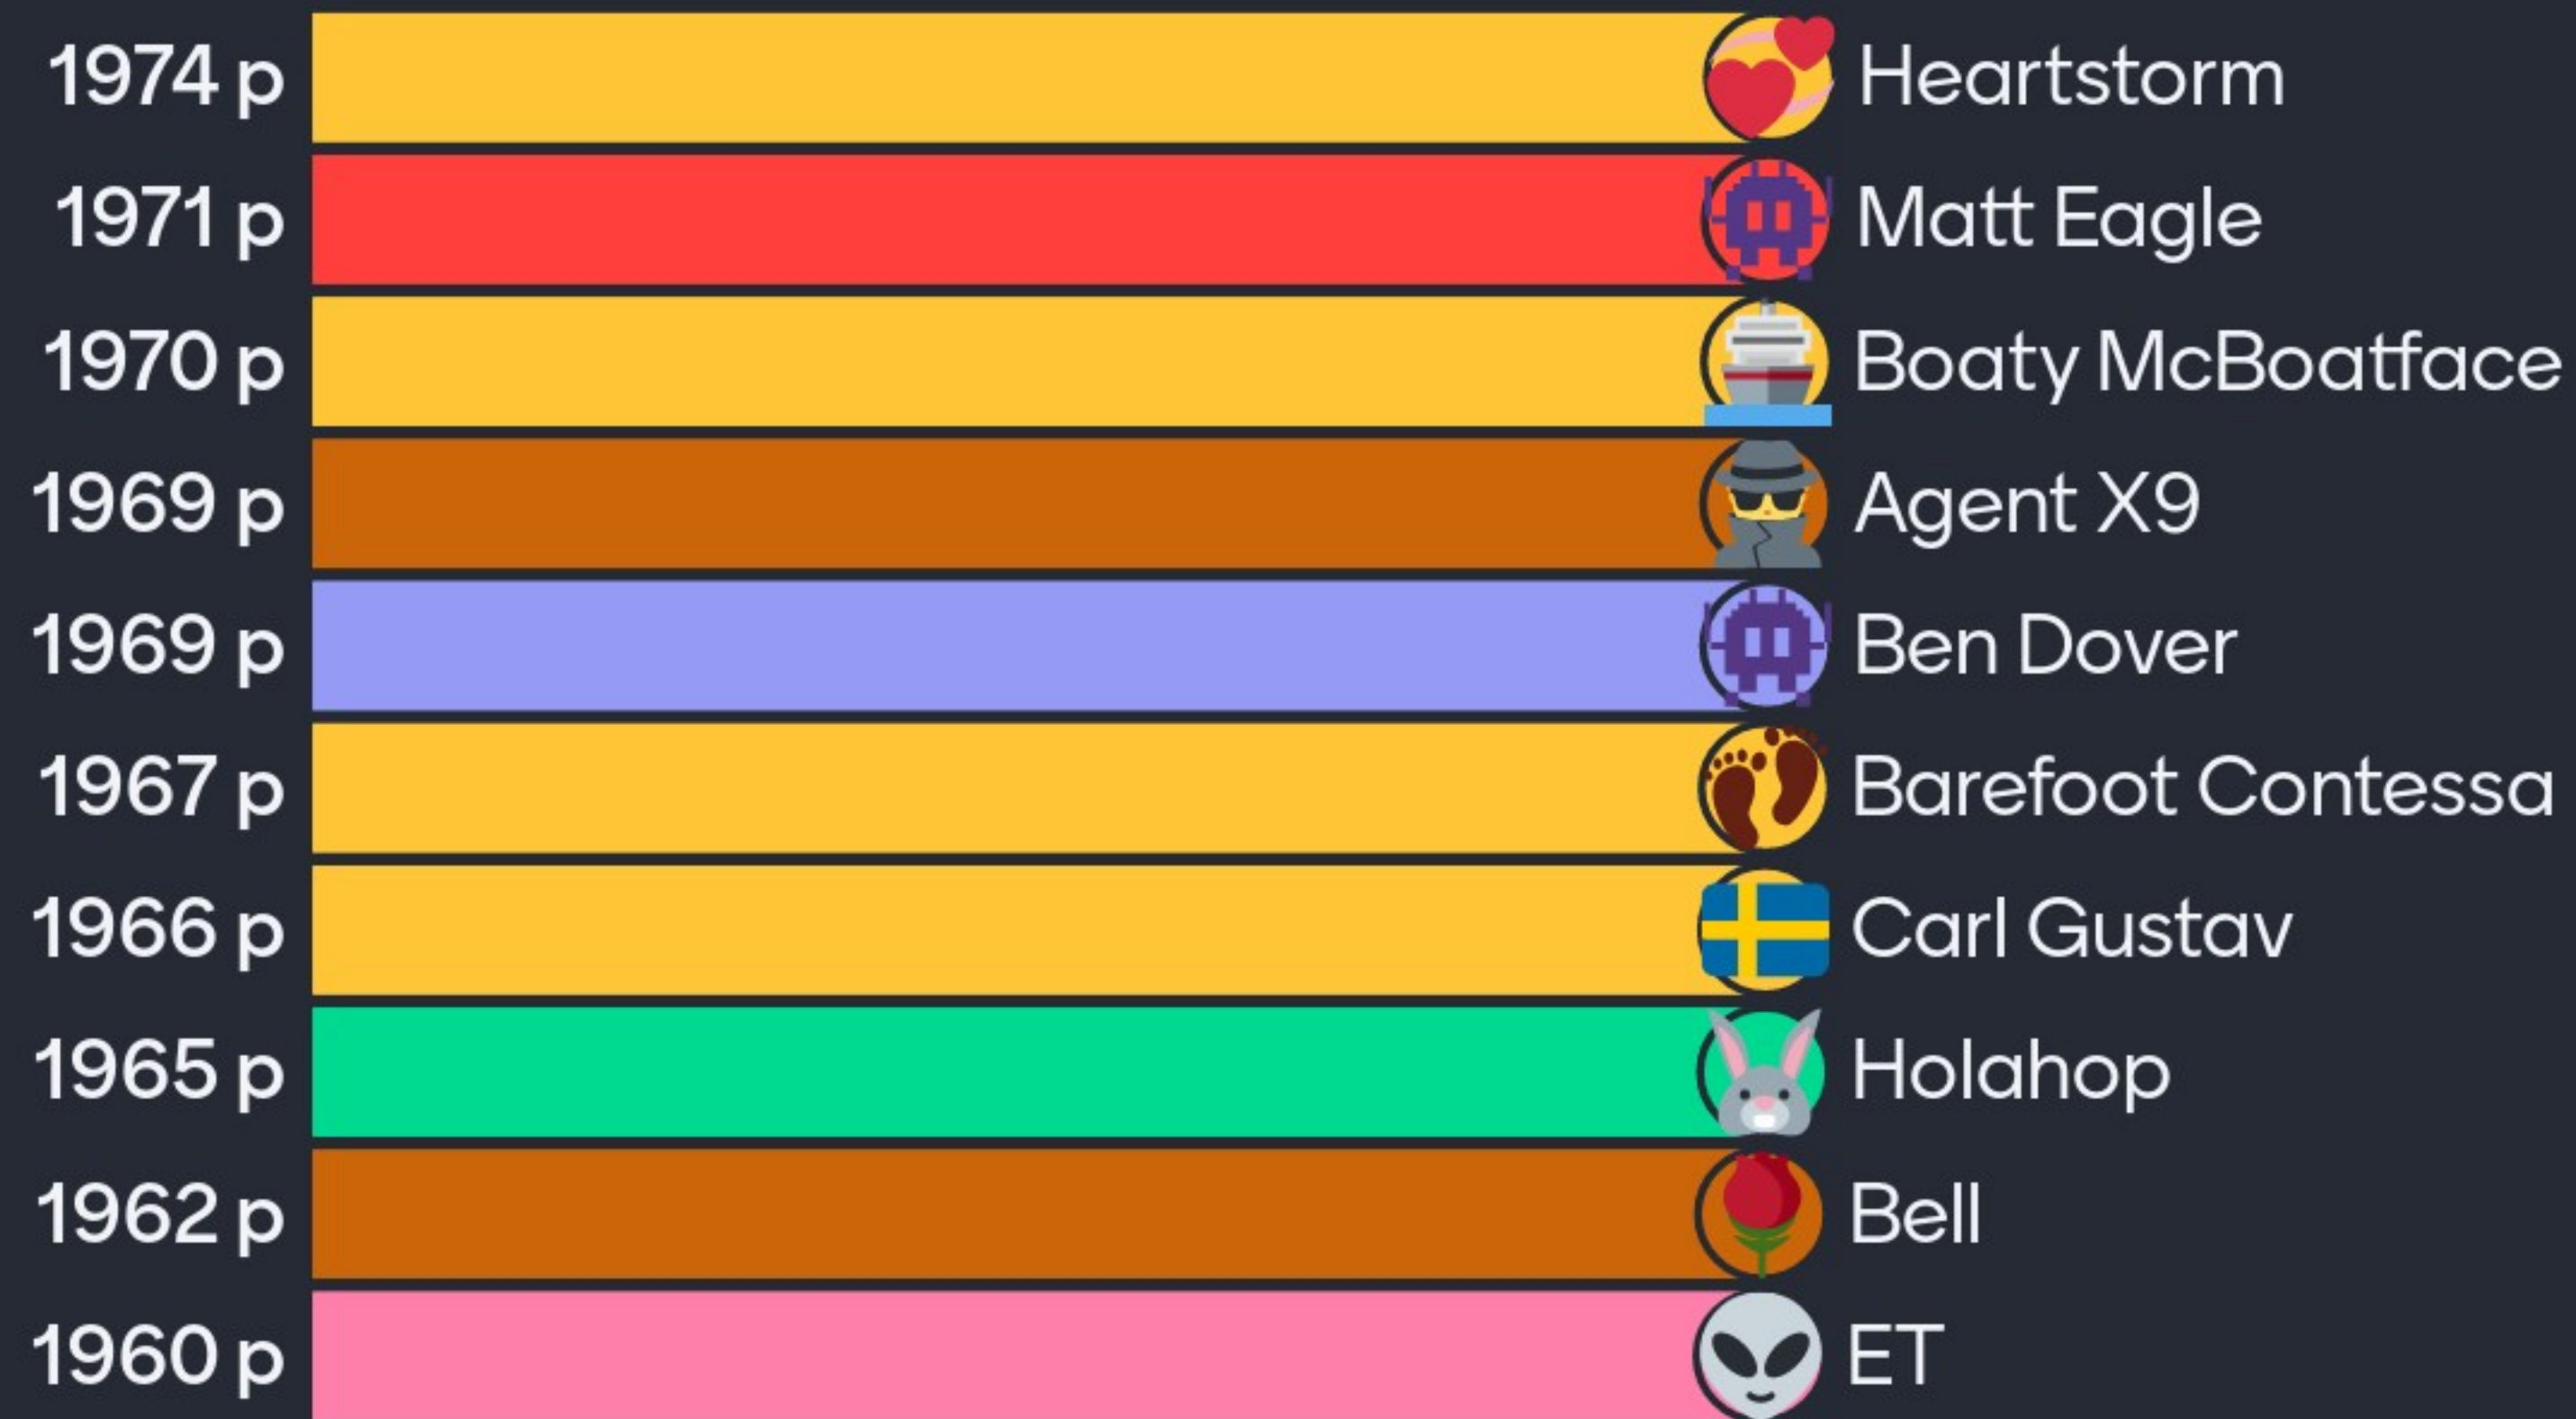 1974 p Heartstorm
1971 p Matt Eagle
1970 p Boaty McBoatface
1969 p Agent X9
1969 p Ben Dover
1967 p Barefoot Contessa
1966 p Carl Gustav
1965 p Holahop
1962 p Bell
1960 p ET